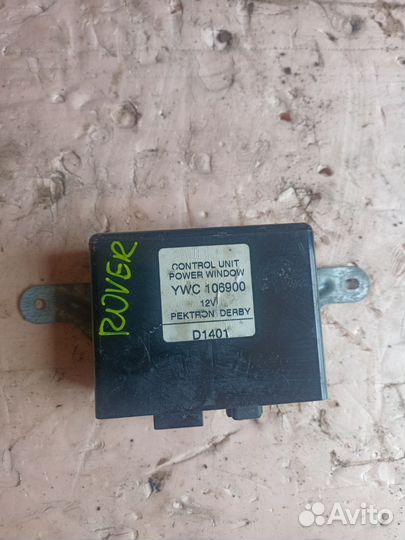 ROVER
CONTROL UNIT
POWER WINDOW
YWC 106900
12V
PEKTRON DERBY
D1401
Avito